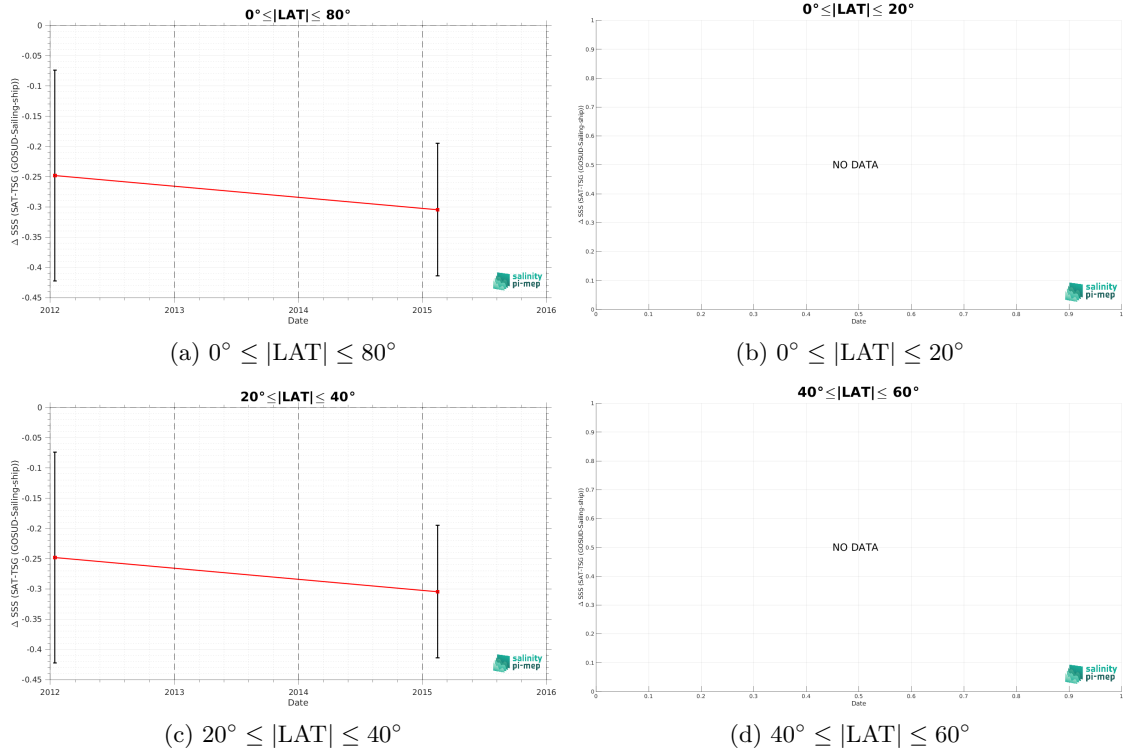 0°≤|LAT|≤ 80°
0
-0.05
-0.1
-0.15
-0.2
-0.25
-0.3
-0.35
-0.4
-0.45
Δ SSS (SAT-TSG (GOSUD-Sailing-ship))
2012 2013 2014 2015 2016
Date
salinity
pi-mep
(a) 0° ≤ |LAT| ≤ 80°
0°≤|LAT|≤ 20°
1
0.9
0.8
0.7
0.6
0.5
0.4
0.3
0.2
0.1
0
Δ SSS (SAT-TSG (GOSUD-Sailing-ship))
NO DATA
0 0.1 0.2 0.3 0.4 0.5 0.6 0.7 0.8 0.9 1
Date
salinity
pi-mep
(b) 0° ≤ |LAT| ≤ 20°
20°≤|LAT|≤ 40°
0
-0.05
-0.1
-0.15
-0.2
-0.25
-0.3
-0.35
-0.4
-0.45
Δ SSS (SAT-TSG (GOSUD-Sailing-ship))
2012 2013 2014 2015 2016
Date
salinity
pi-mep
(c) 20° ≤ |LAT| ≤ 40°
40°≤|LAT|≤ 60°
1
0.9
0.8
0.7
0.6
0.5
0.4
0.3
0.2
0.1
0
Δ SSS (SAT-TSG (GOSUD-Sailing-ship))
NO DATA
0 0.1 0.2 0.3 0.4 0.5 0.6 0.7 0.8 0.9 1
Date
salinity
pi-mep
(d) 40° ≤ |LAT| ≤ 60°